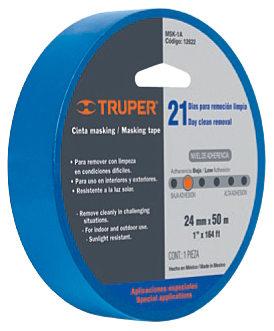 MSK-1A
Código: 12622
TRUPER®
21 Días para remoción limpia
Day clean removal
Cinta masking / Masking tape
NIVEL DE ADHERENCIA
Adherencia Baja / Low Adhesion
BAJA ADHESION
ALTA ADHESION
• Para remover con limpieza
en condiciones difíciles.
• Para uso en interiores y exteriores.
• Resistente a la luz solar.
- Remove cleanly in challenging
situations.
- For indoor and outdoor use.
- Sunlight resistant.
24 mm x 50 m
1" x 164 ft
CONT.: 1 PIEZA
Hecho en México / Made in Mexico
Aplicaciones especiales
Special applications